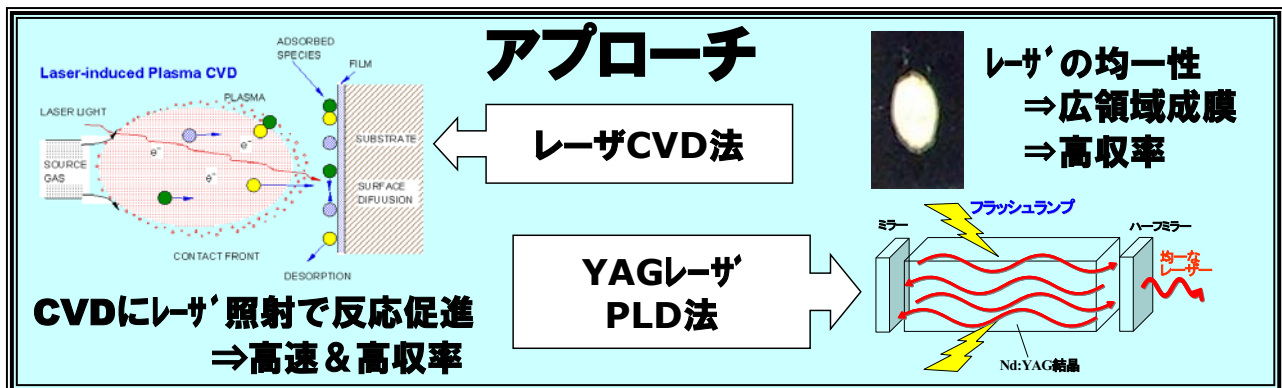 アプローチ
Laser-induced Plasma CVD
ADSORBED
SPECIES
FILM
PLASMA
LASER LIGHT
e-
e-
e-
SOURCE
GAS
SUBSTRATE
SURFACE
DIFUUSION
CONTACT FRONT
DESORPTION
CVDにﾚｰｻﾞ照射で反応促進
⇒高速＆高収率
レーザCVD法
YAGﾚｰｻﾞ
PLD法
ﾚｰｻﾞの均一性
⇒広領域成膜
⇒高収率
フラッシュランプ
ミラー
ハーフミラー
均一な
レーザー
Nd:YAG結晶